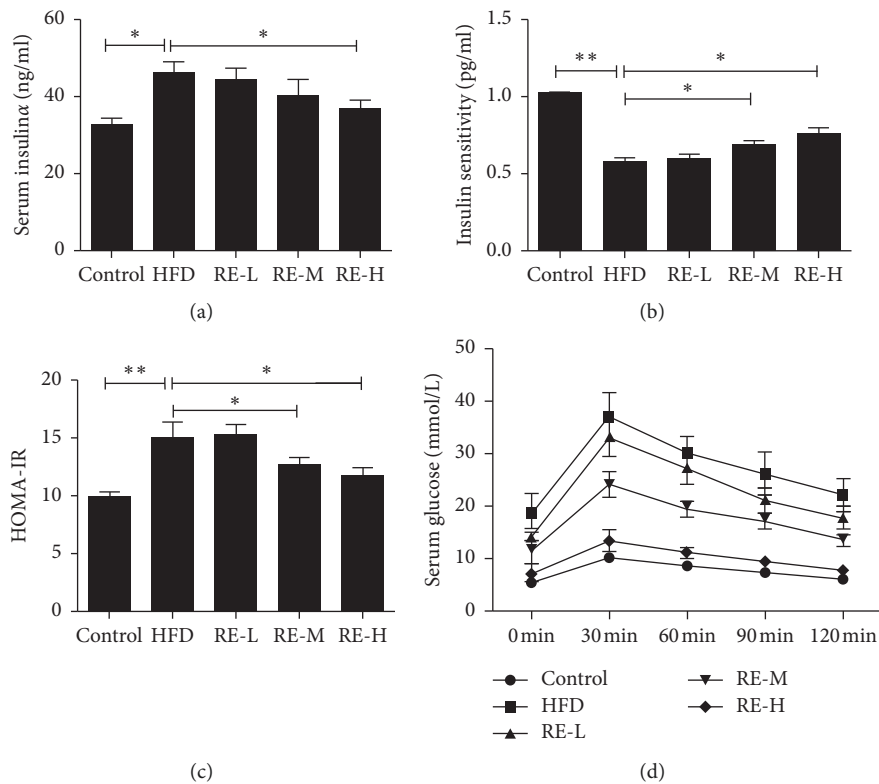 Serum insulinα (ng/ml)
60
40
20
0
*
*
Control HFD RE-L RE-M RE-H
(a)
Insulin sensitivity (pg/ml)
1.5
1.0
0.5
0.0
**
*
*
Control HFD RE-L RE-M RE-H
(b)
HOMA-IR
20
15
10
5
0
**
*
*
Control HFD RE-L RE-M RE-H
(c)
Serum glucose (mmol/L)
50
40
30
20
10
0
0 min 30 min 60 min 90 min 120 min
Control
HFD
RE-L
RE-M
RE-H
(d)